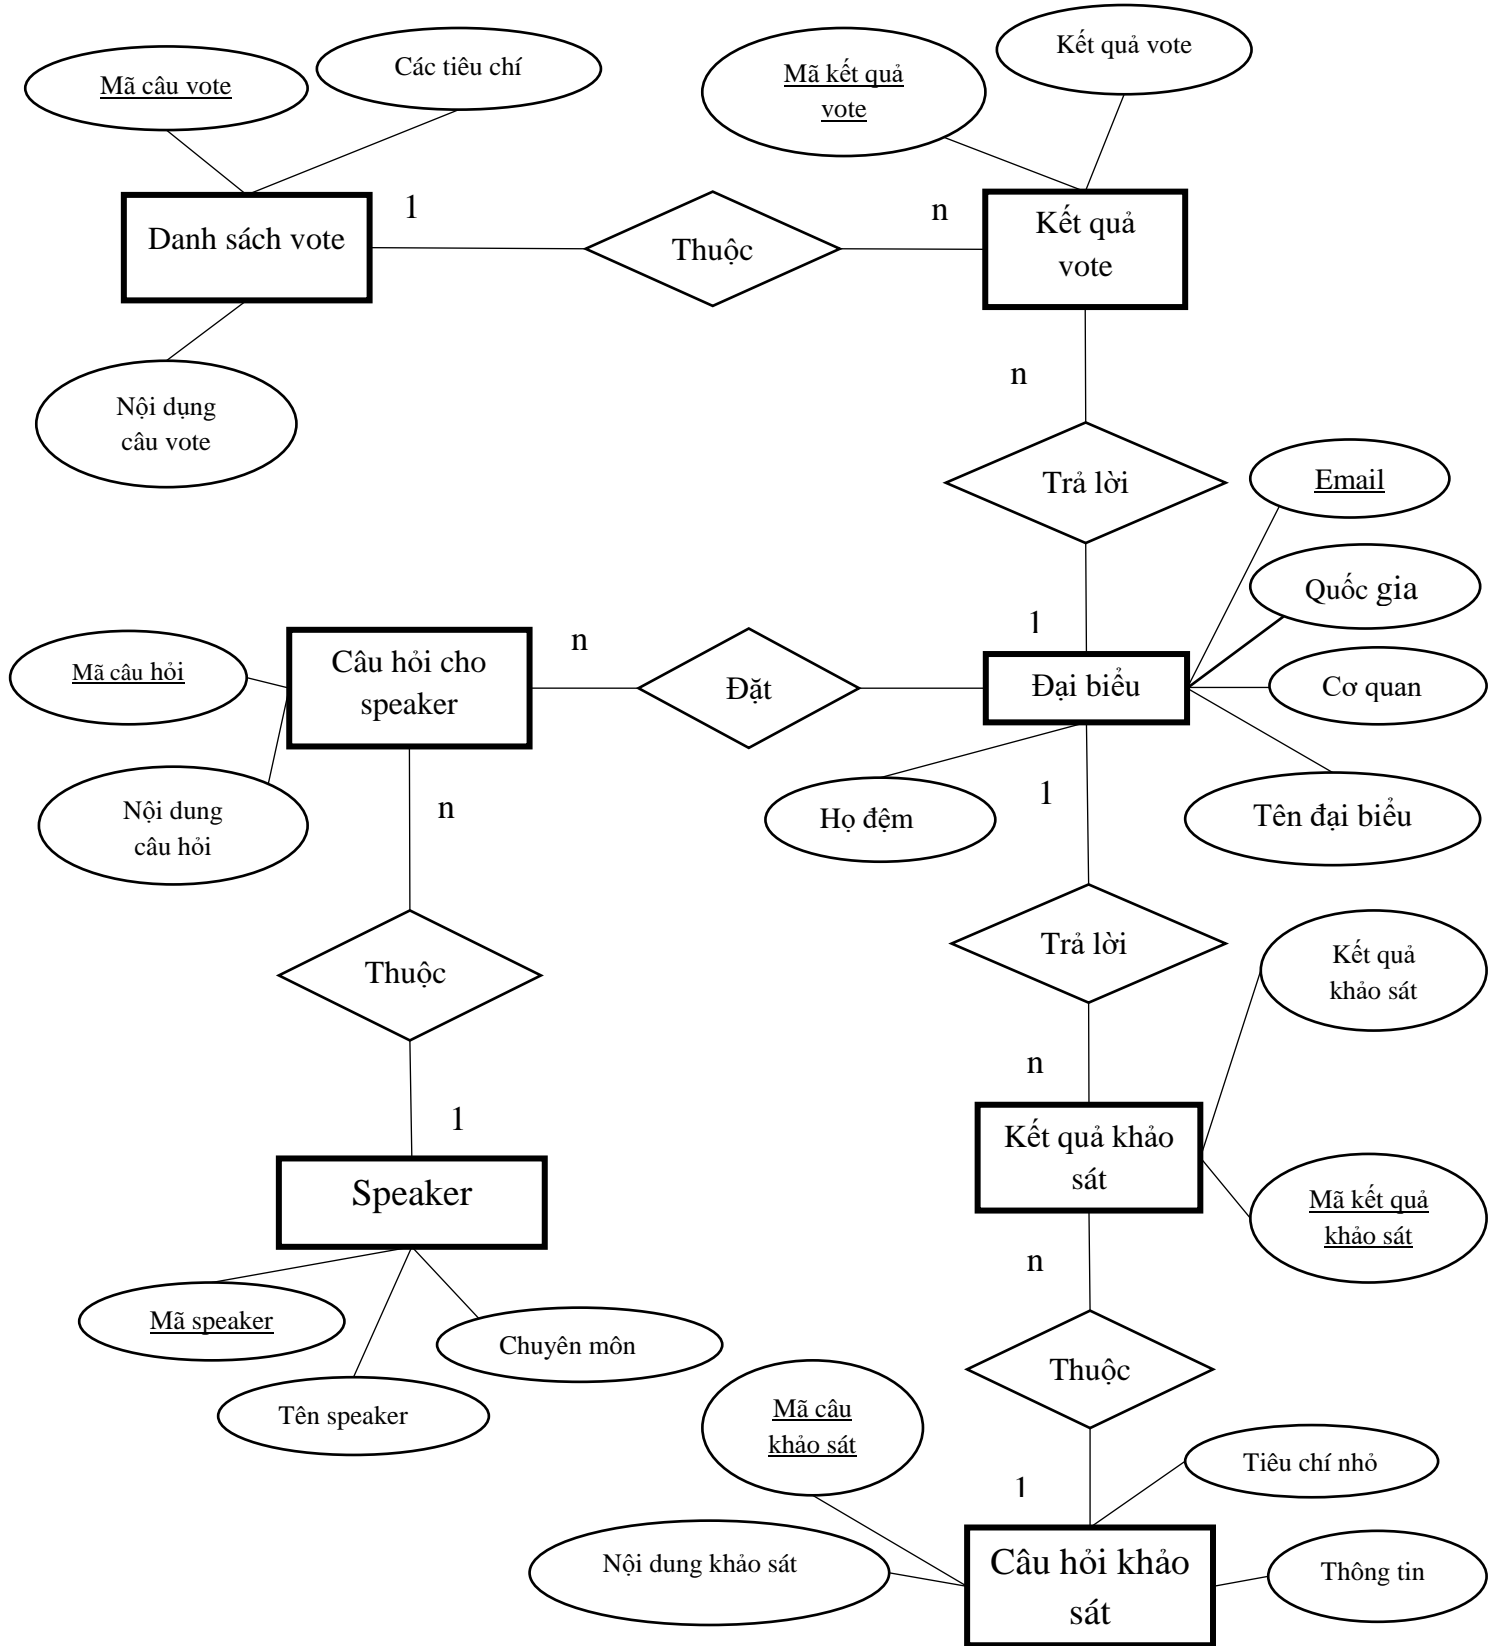 Kết quả vote
Mã câu vote
Các tiêu chí
Mã kết quả
vote
1
n
Danh sách vote
Thuộc
Kết quả
vote
n
Nội dụng
câu vote
Trả lời
Email
Quốc gia
1
Câu hỏi cho
speaker
n
Mã câu hỏi
Đặt
Đại biểu
Cơ quan
Nội dung
câu hỏi
n
Họ đệm
1
Tên đại biểu
Thuộc
Trả lời
Kết quả
khảo sát
n
1
Kết quả khảo
sát
Speaker
Mã kết quả
khảo sát
n
Mã speaker
Chuyên môn
Thuộc
Tên speaker
Mã câu
khảo sát
Tiêu chí nhỏ
1
Nội dung khảo sát
Câu hỏi khảo
sát
Thông tin